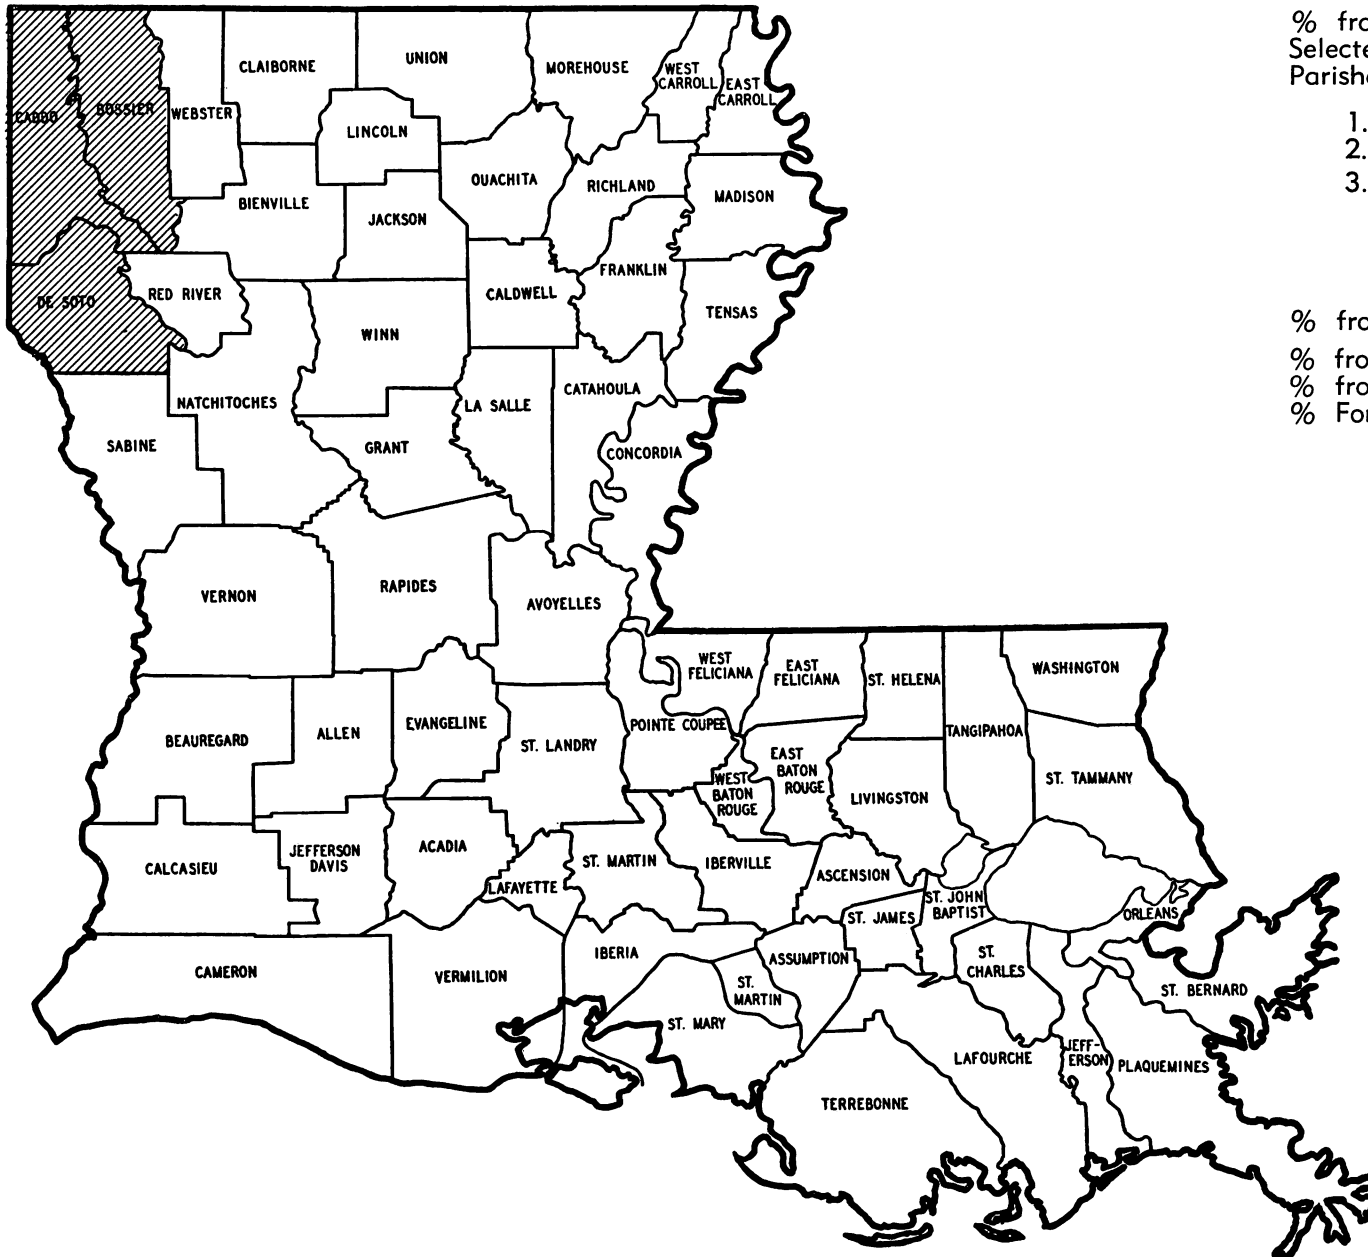 % fro
Selecte
Parish
1.
2.
3.
% fro
% fro
% fro
% For
CADDO
BOSSIER
WEBSTER
CLAIBORNE
UNION
MOREHOUSE
WEST
CARROLL
EAST
CARROLL
LINCOLN
OUACHITA
RICHLAND
MADISON
BIENVILLE
JACKSON
DE SOTO
RED RIVER
WINN
CALDWELL
FRANKLIN
TENSAS
NATCHITOCHES
SABINE
GRANT
LA SALLE
CATAHOULA
CONCORDIA
VERNON
RAPIDES
AVOYELLES
WEST
FELICIANA
EAST
FELICIANA
ST. HELENA
WASHINGTON
BEAUREGARD
ALLEN
EVANGELINE
ST. LANDRY
POINTE COUPEE
TANGIPAHOA
WEST
BATON
ROUGE
EAST
BATON
ROUGE
LIVINGSTON
ST. TAMMANY
CALCASIEU
JEFFERSON
DAVIS
ACADIA
LAFAYETTE
ST. MARTIN
IBERVILLE
ASCENSION
ST. JAMES
ST. JOHN
BAPTIST
ORLEANS
CAMERON
VERMILION
IBERIA
ASSUMPTION
ST.
MARTIN
ST.
CHARLES
ST. BERNARD
ST. MARY
LAFOURCHE
JEFF-
ERSON
PLAQUEMINES
TERREBONNE